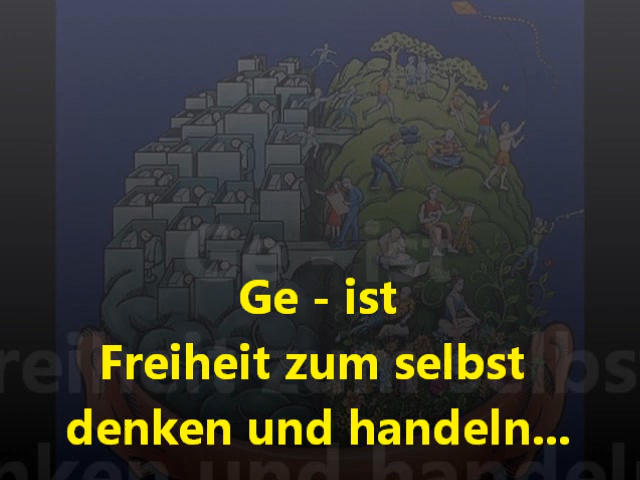 Ge - ist
Freiheit zum selbst
denken und handeln...